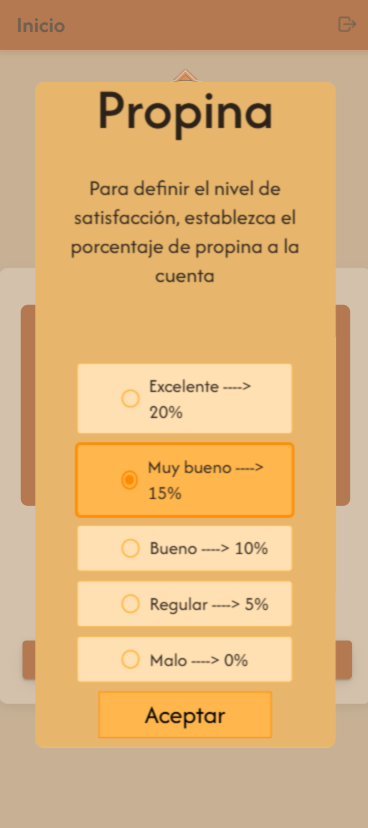 Inicio
Propina
Para definir el nivel de
satisfacción, establezca el
porcentaje de propina a la
cuenta
Excelente ---->
20%
Muy bueno ---->
15%
Bueno ----> 10%
Regular ----> 5%
Malo ----> 0%
Aceptar